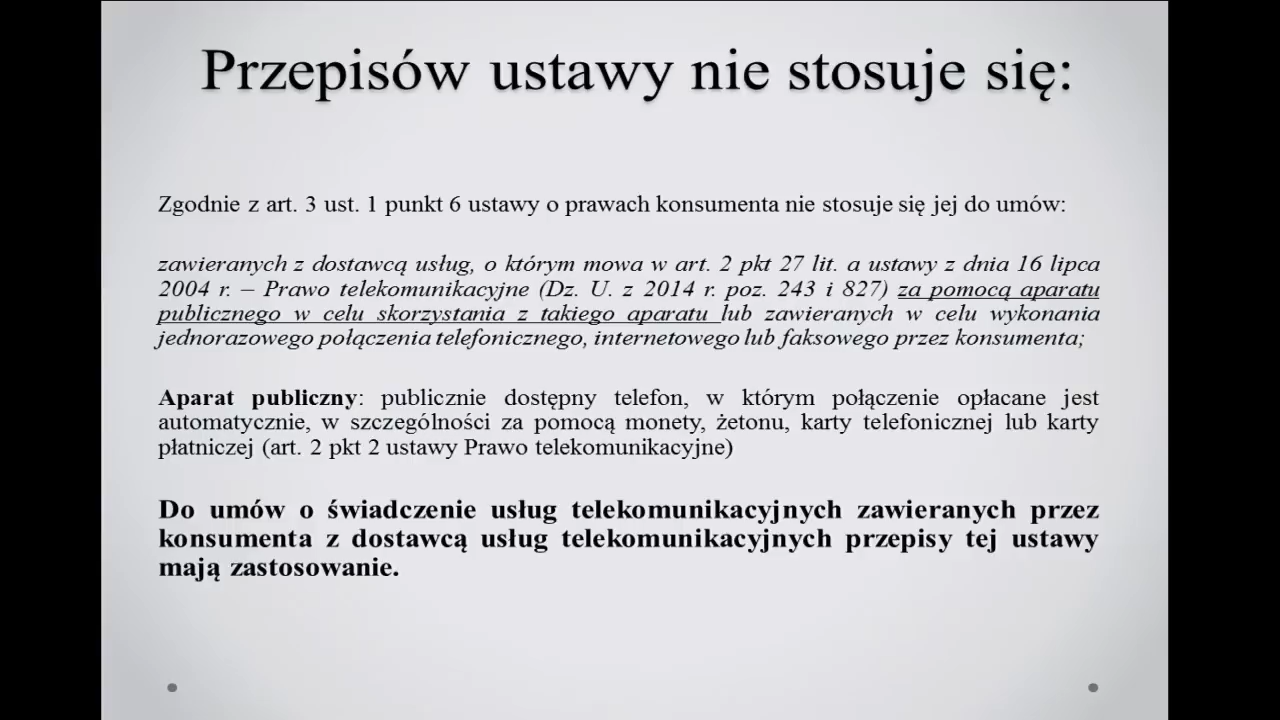 Przepisów ustawy nie stosuje się:
Zgodnie z art. 3 ust. 1 punkt 6 ustawy o prawach konsumenta nie stosuje się jej do umów:
zawieranych z dostawcą usług, o którym mowa w art. 2 pkt 27 lit. a ustawy z dnia 16 lipca
2004 r. – Prawo telekomunikacyjne (Dz. U. z 2014 r. poz. 243 i 827) za pomocą aparatu
publicznego w celu skorzystania z takiego aparatu lub zawieranych w celu wykonania
jednorazowego połączenia telefonicznego, internetowego lub faksowego przez konsumenta;
Aparat publiczny: publicznie dostępny telefon, w którym połączenie opłacane jest
automatycznie, w szczególności za pomocą monety, żetonu, karty telefonicznej lub karty
płatniczej (art. 2 pkt 2 ustawy Prawo telekomunikacyjne)
Do umów o świadczenie usług telekomunikacyjnych zawieranych przez
konsumenta z dostawcą usług telekomunikacyjnych przepisy tej ustawy
mają zastosowanie.